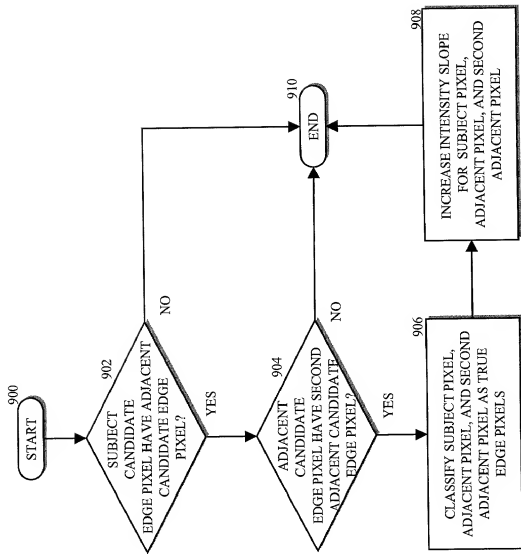 900
START
902
SUBJECT
CANDIDATE
EDGE PIXEL HAVE ADJACENT
CANDIDATE EDGE
PIXEL?
NO
YES
904
ADJACENT
CANDIDATE
EDGE PIXEL HAVE SECOND
ADJACENT CANDIDATE
EDGE PIXEL?
NO
YES
906
CLASSIFY SUBJECT PIXEL,
ADJACENT PIXEL, AND SECOND
ADJACENT PIXEL AS TRUE
EDGE PIXELS
908
INCREASE INTENSITY SLOPE
FOR SUBJECT PIXEL,
ADJACENT PIXEL, AND SECOND
ADJACENT PIXEL
910
END